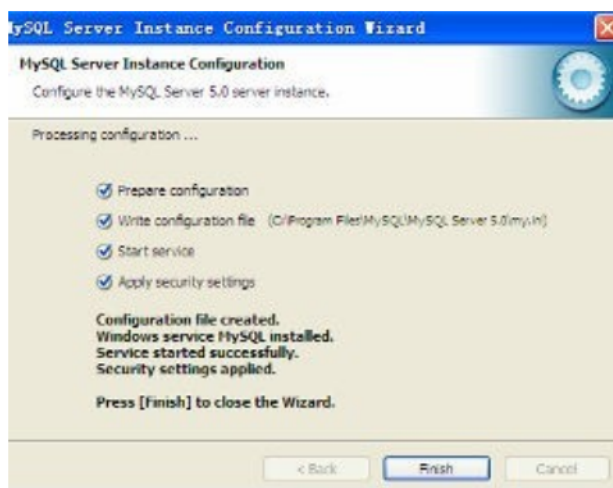 MySQL Server Instance Configuration Wizard
MySQL Server Instance Configuration
Configure the MySQL Server 5.0 server instance.
Processing configuration ...
Prepare configuration
Write configuration file (C:\Program Files\MySQL\MySQL Server 5.0\my.ini)
Start service
Apply security settings
Configuration file created.
Windows service MySQL installed.
Service started successfully.
Security settings applied.
Press [Finish] to close the Wizard.
< Back Finish Cancel